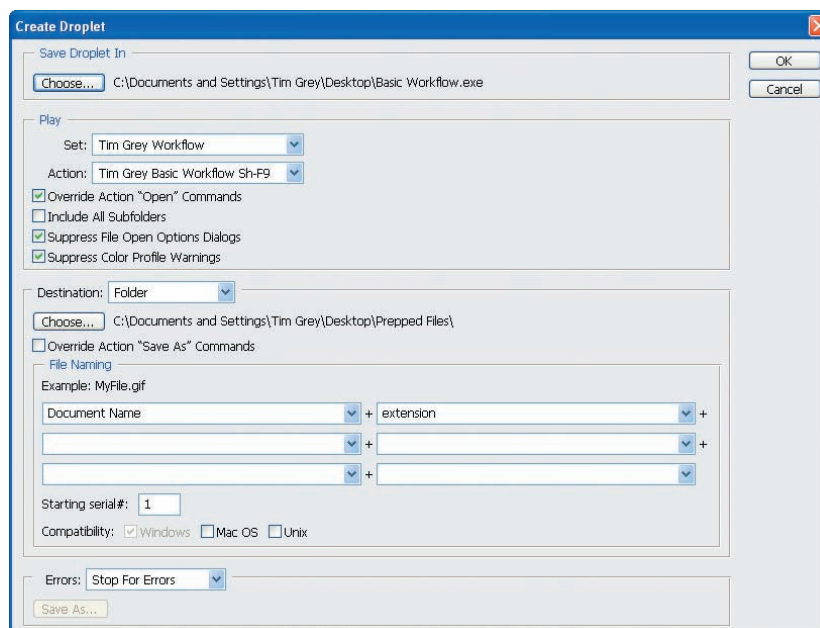 Create Droplet
Save Droplet In
OK
Choose... C:\Documents and Settings\Tim Grey\Desktop\Basic Workflow.exe
Cancel
Play
Set: Tim Grey Workflow
Action: Tim Grey Basic Workflow Sh-F9
Override Action "Open" Commands
Include All Subfolders
Suppress File Open Options Dialogs
Suppress Color Profile Warnings
Destination: Folder
Choose... C:\Documents and Settings\Tim Grey\Desktop\Prepped Files\
Override Action "Save As" Commands
File Naming
Example: MyFile.gif
Document Name + extension +
+ +
+
Starting serial#: 1
Compatibility: Windows Mac OS Unix
Errors: Stop For Errors
Save As...